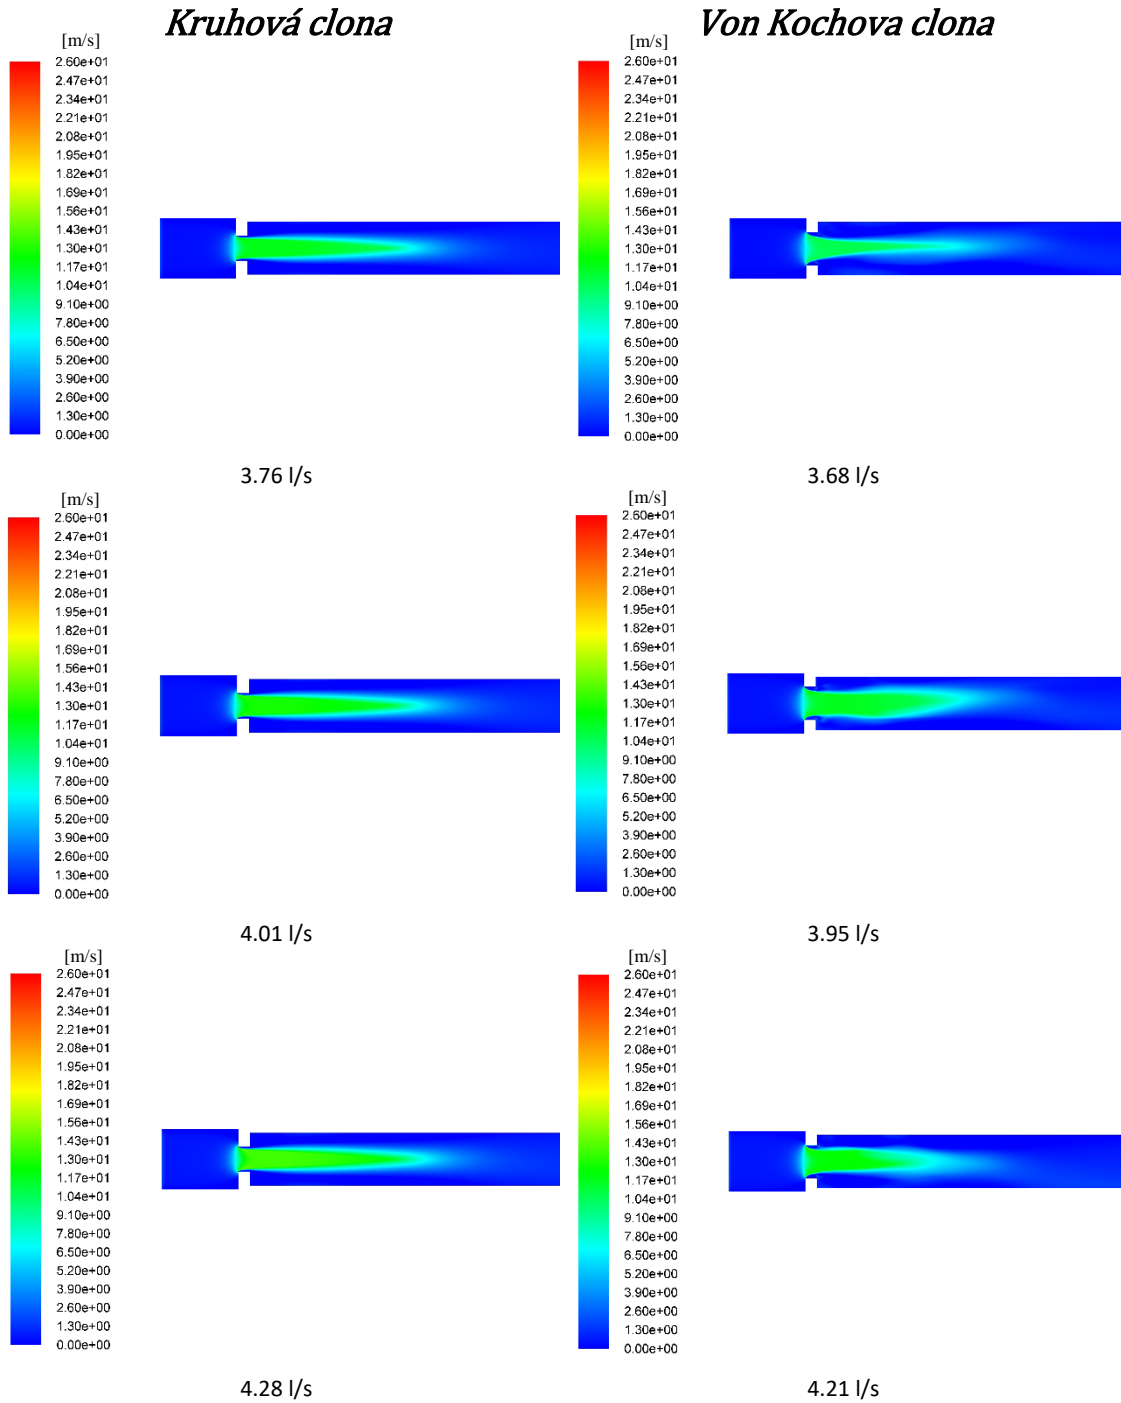 Kruhová clona
Von Kochova clona
[m/s]
2.60e+01
2.47e+01
2.34e+01
2.21e+01
2.08e+01
1.95e+01
1.82e+01
1.69e+01
1.56e+01
1.43e+01
1.30e+01
1.17e+01
1.04e+01
9.10e+00
7.80e+00
6.50e+00
5.20e+00
3.90e+00
2.60e+00
1.30e+00
0.00e+00
3.76 l/s
[m/s]
2.60e+01
2.47e+01
2.34e+01
2.21e+01
2.08e+01
1.95e+01
1.82e+01
1.69e+01
1.56e+01
1.43e+01
1.30e+01
1.17e+01
1.04e+01
9.10e+00
7.80e+00
6.50e+00
5.20e+00
3.90e+00
2.60e+00
1.30e+00
0.00e+00
3.68 l/s
[m/s]
2.60e+01
2.47e+01
2.34e+01
2.21e+01
2.08e+01
1.95e+01
1.82e+01
1.69e+01
1.56e+01
1.43e+01
1.30e+01
1.17e+01
1.04e+01
9.10e+00
7.80e+00
6.50e+00
5.20e+00
3.90e+00
2.60e+00
1.30e+00
0.00e+00
4.01 l/s
[m/s]
2.60e+01
2.47e+01
2.34e+01
2.21e+01
2.08e+01
1.95e+01
1.82e+01
1.69e+01
1.56e+01
1.43e+01
1.30e+01
1.17e+01
1.04e+01
9.10e+00
7.80e+00
6.50e+00
5.20e+00
3.90e+00
2.60e+00
1.30e+00
0.00e+00
3.95 l/s
[m/s]
2.60e+01
2.47e+01
2.34e+01
2.21e+01
2.08e+01
1.95e+01
1.82e+01
1.69e+01
1.56e+01
1.43e+01
1.30e+01
1.17e+01
1.04e+01
9.10e+00
7.80e+00
6.50e+00
5.20e+00
3.90e+00
2.60e+00
1.30e+00
0.00e+00
4.28 l/s
[m/s]
2.60e+01
2.47e+01
2.34e+01
2.21e+01
2.08e+01
1.95e+01
1.82e+01
1.69e+01
1.56e+01
1.43e+01
1.30e+01
1.17e+01
1.04e+01
9.10e+00
7.80e+00
6.50e+00
5.20e+00
3.90e+00
2.60e+00
1.30e+00
0.00e+00
4.21 l/s